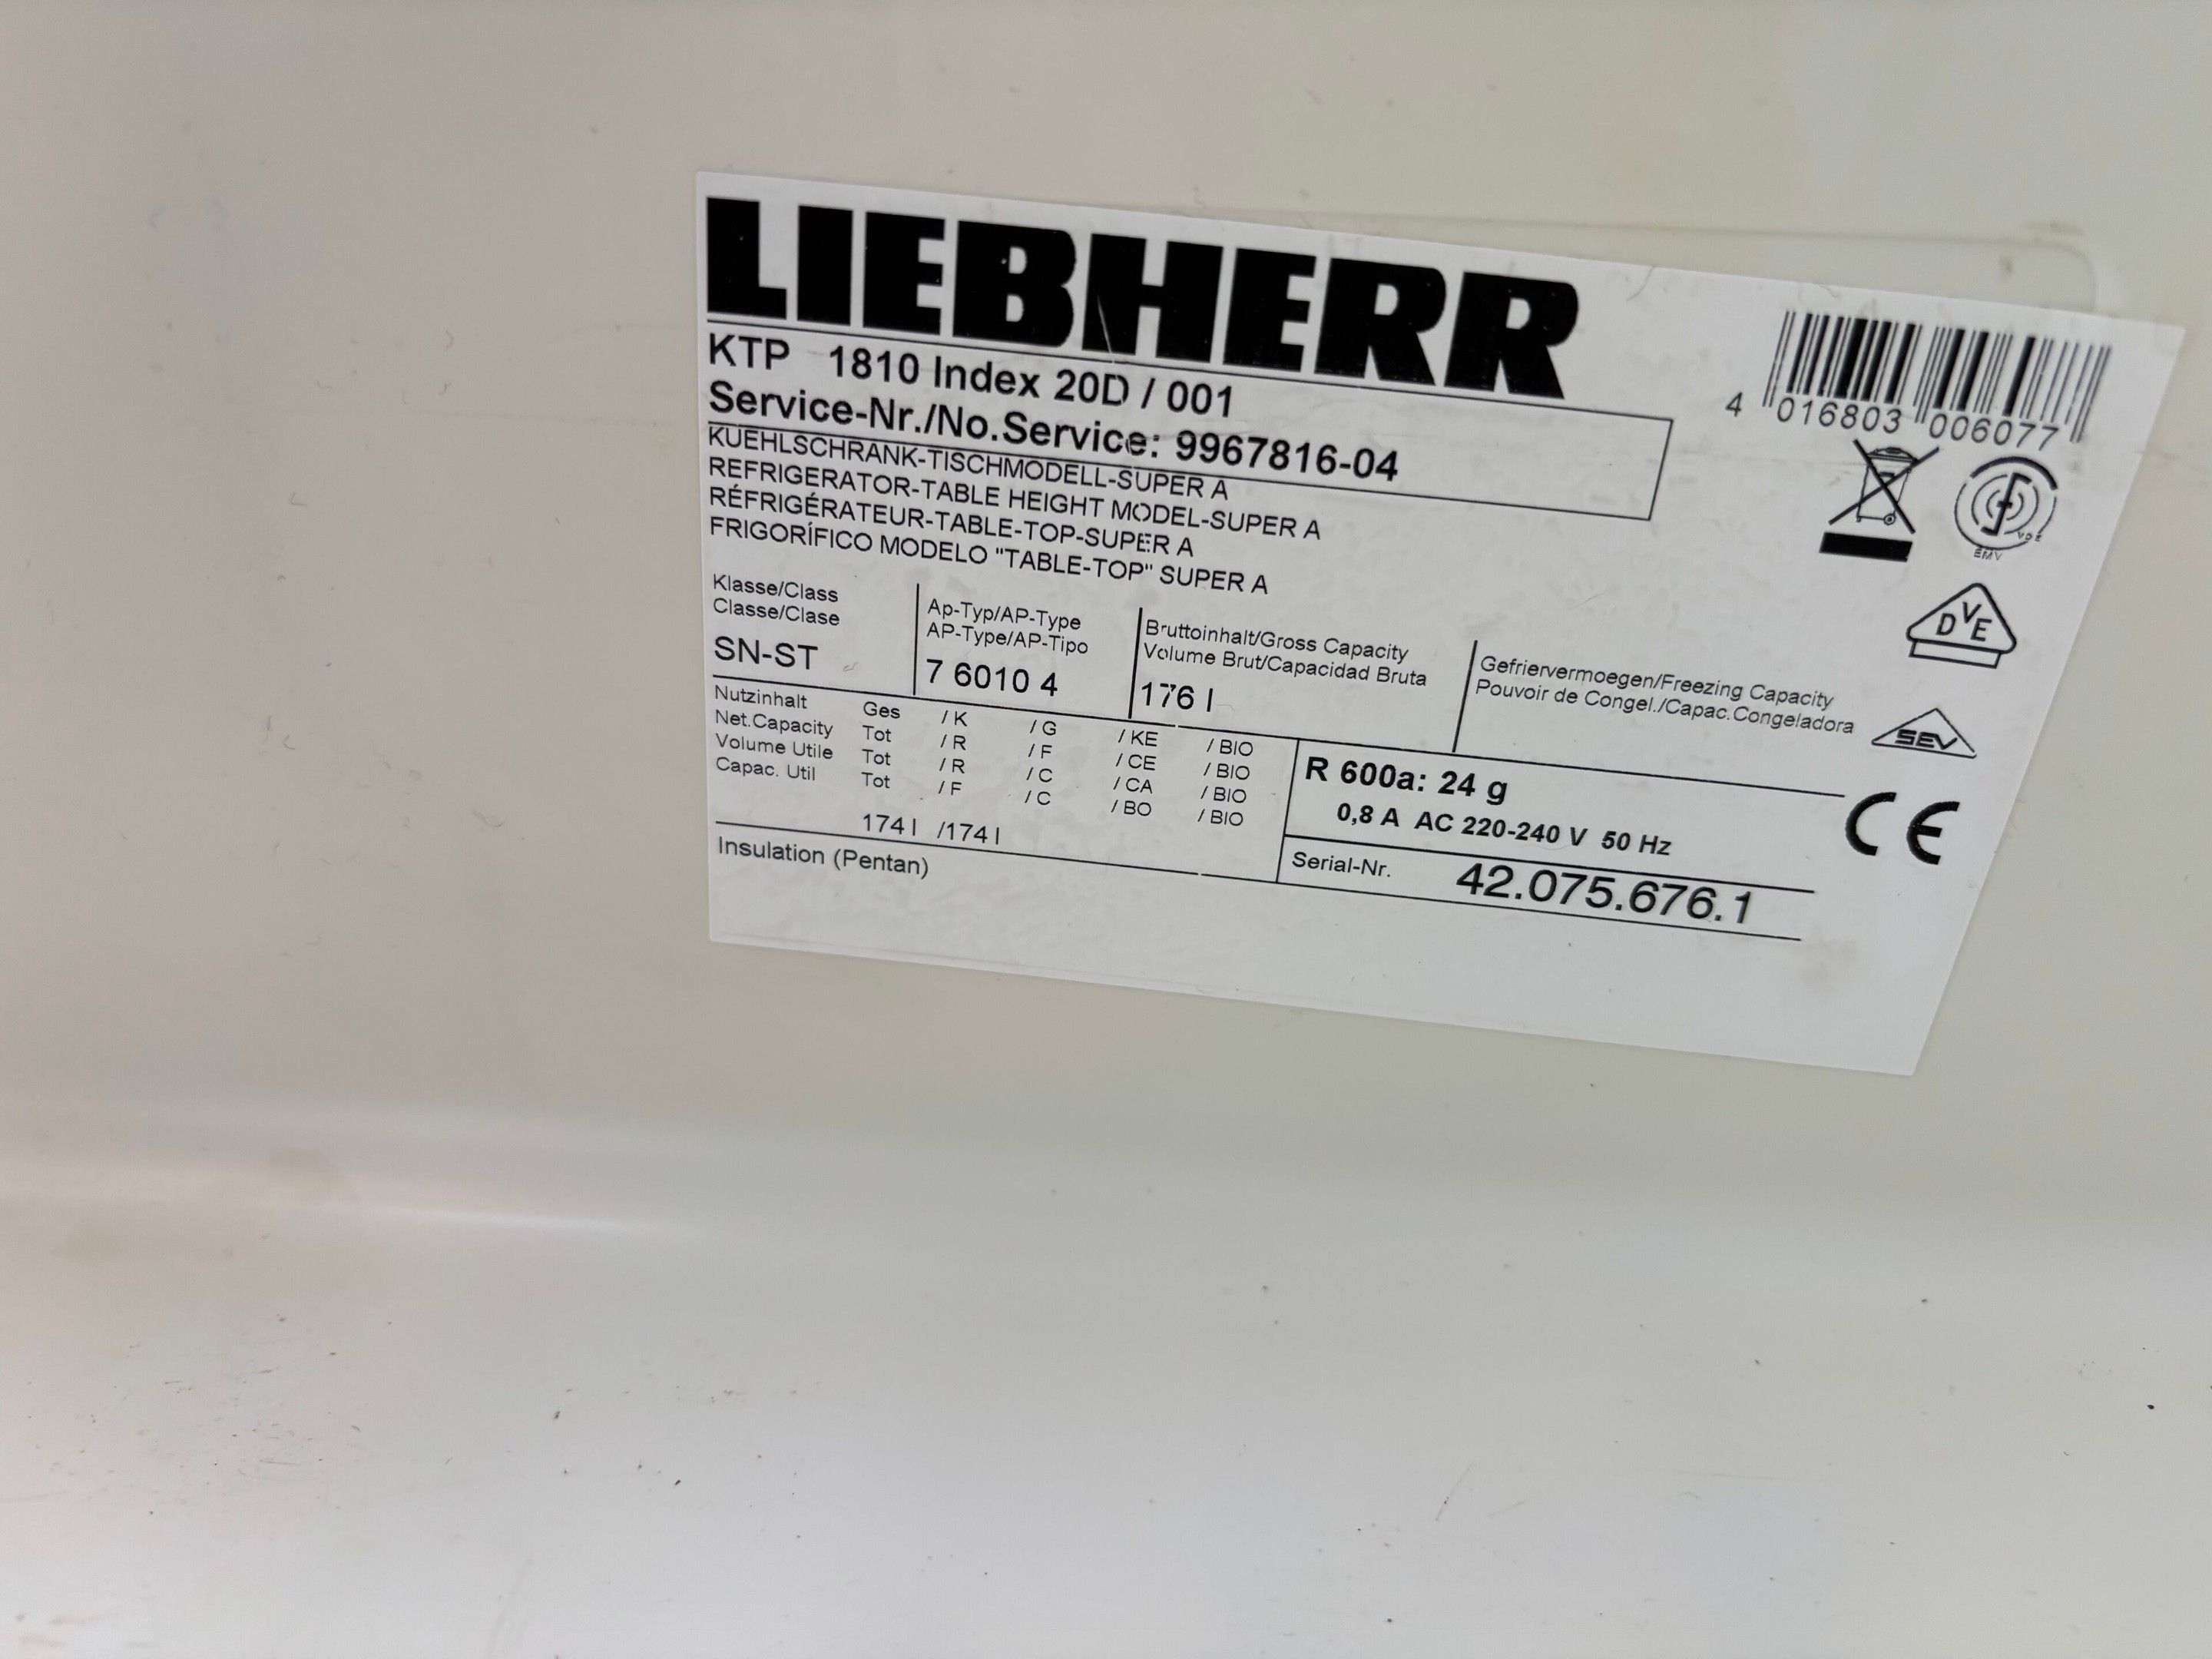 LIEBHERR
KTP 1810 Index 20D / 001
Service-Nr./No.Service: 9967816-04
KUEHLSCHRANK-TISCHMODELL-SUPER A
REFRIGERATOR-TABLE HEIGHT MODEL-SUPER A
RÉFRIGÉRATEUR-TABLE-TOP-SUPER A
FRIGORÍFICO MODELO "TABLE-TOP" SUPER A
4 016803 006077
EMV VDE
DVE
SEV
CE
Klasse/Class
Classe/Clase
SN-ST
Ap-Typ/AP-Type
AP-Type/AP-Tipo
7 6010 4
Bruttoinhalt/Gross Capacity
Volume Brut/Capacidad Bruta
176 l
Gefriervermoegen/Freezing Capacity
Pouvoir de Congel./Capac.Congeladora
Nutzinhalt Ges / K / G / KE / BIO
Net.Capacity Tot / R / F / CE / BIO
Volume Utile Tot / R / C / CA / BIO
Capac. Util Tot / F / C / BO / BIO
174 l /174 l
Insulation (Pentan)
R 600a: 24 g
0,8 A AC 220-240 V 50 Hz
Serial-Nr. 42.075.676.1